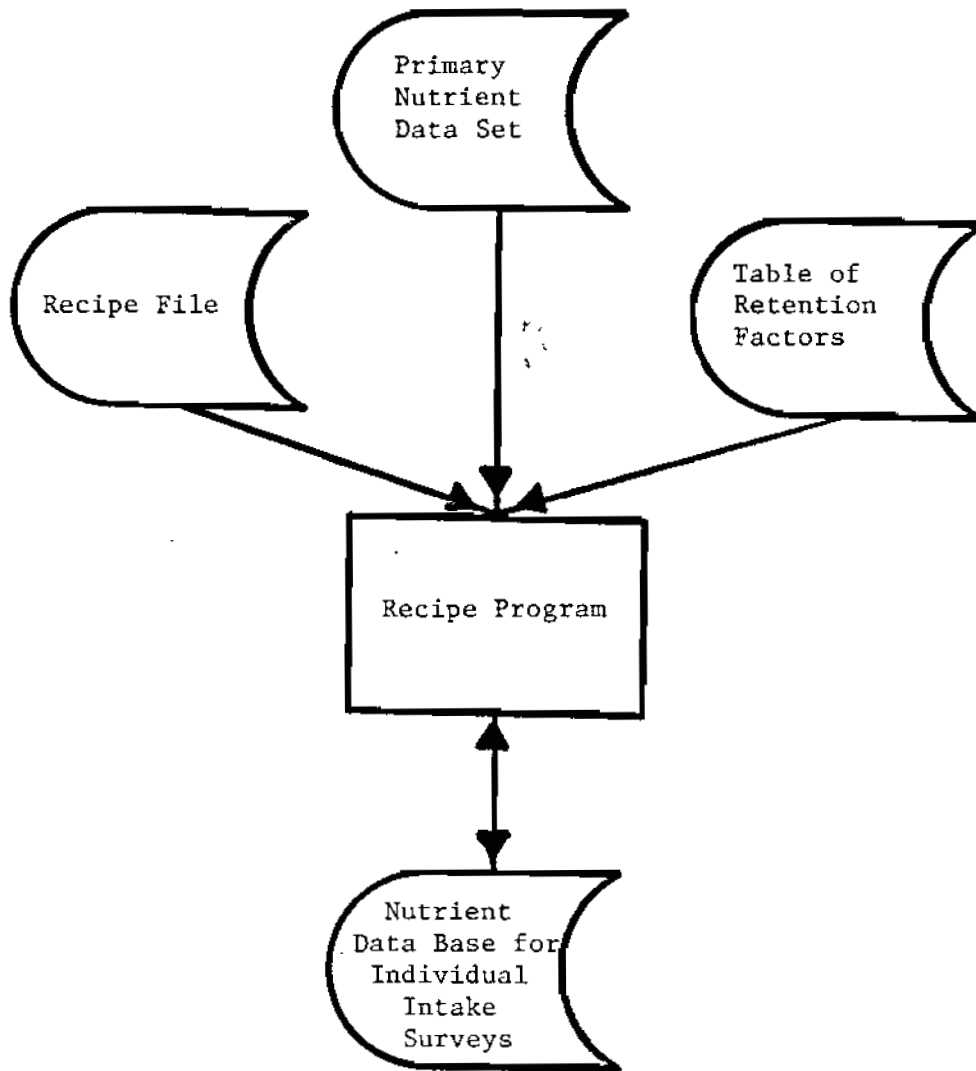 Primary
Nutrient
Data Set
Recipe File
Table of
Retention
Factors
Recipe Program
Nutrient
Data Base for
Individual
Intake
Surveys